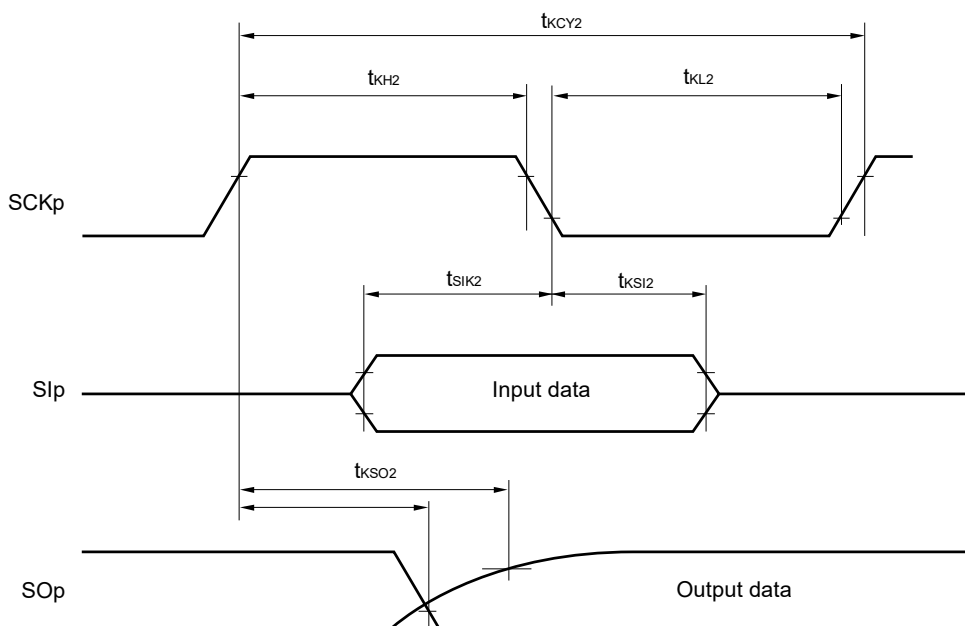 tKCY2
tKH2
tKL2
SCKp
tSIK2
tKSI2
SIp
Input data
tKSO2
SOp
Output data